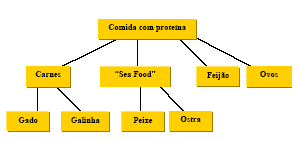 Comida com proteína
Carnes
"Sea Food"
Feijão
Ovos
Gado
Galinha
Peixe
Ostra